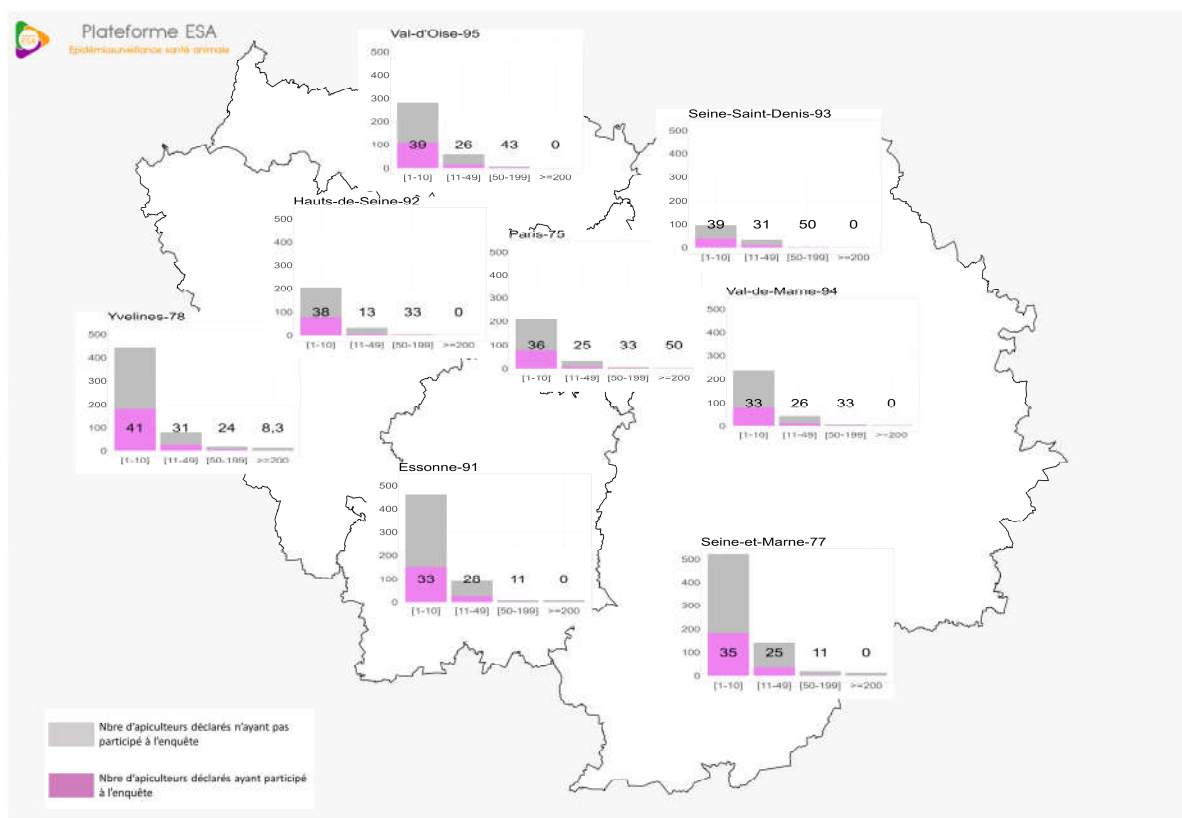 ESA
Plateforme ESA
Epidémiosurveillance santé animale
Val-d'Oise-95
500
400
300
200
100
0
39 26 43 0
[1-10] [11-49] [50-199] >=200
Seine-Saint-Denis-93
500
400
300
200
100
0
39 31 50 0
[1-10] [11-49] [50-199] >=200
Hauts-de-Seine-92
500
400
300
200
100
0
38 13 33 0
[1-10] [11-49] [50-199] >=200
Paris-75
500
400
300
200
100
0
36 25 33 50
[1-10] [11-49] [50-199] >=200
Val-de-Marne-94
500
400
300
200
100
0
33 26 33 0
[1-10] [11-49] [50-199] >=200
Yvelines-78
500
400
300
200
100
0
41 31 24 8,3
[1-10] [11-49] [50-199] >=200
Essonne-91
500
400
300
200
100
0
33 28 11 0
[1-10] [11-49] [50-199] >=200
Seine-et-Marne-77
500
400
300
200
100
0
35 25 11 0
[1-10] [11-49] [50-199] >=200
Nbre d'apiculteurs déclarés n'ayant pas
participé à l'enquête
Nbre d'apiculteurs déclarés ayant participé
à l'enquête